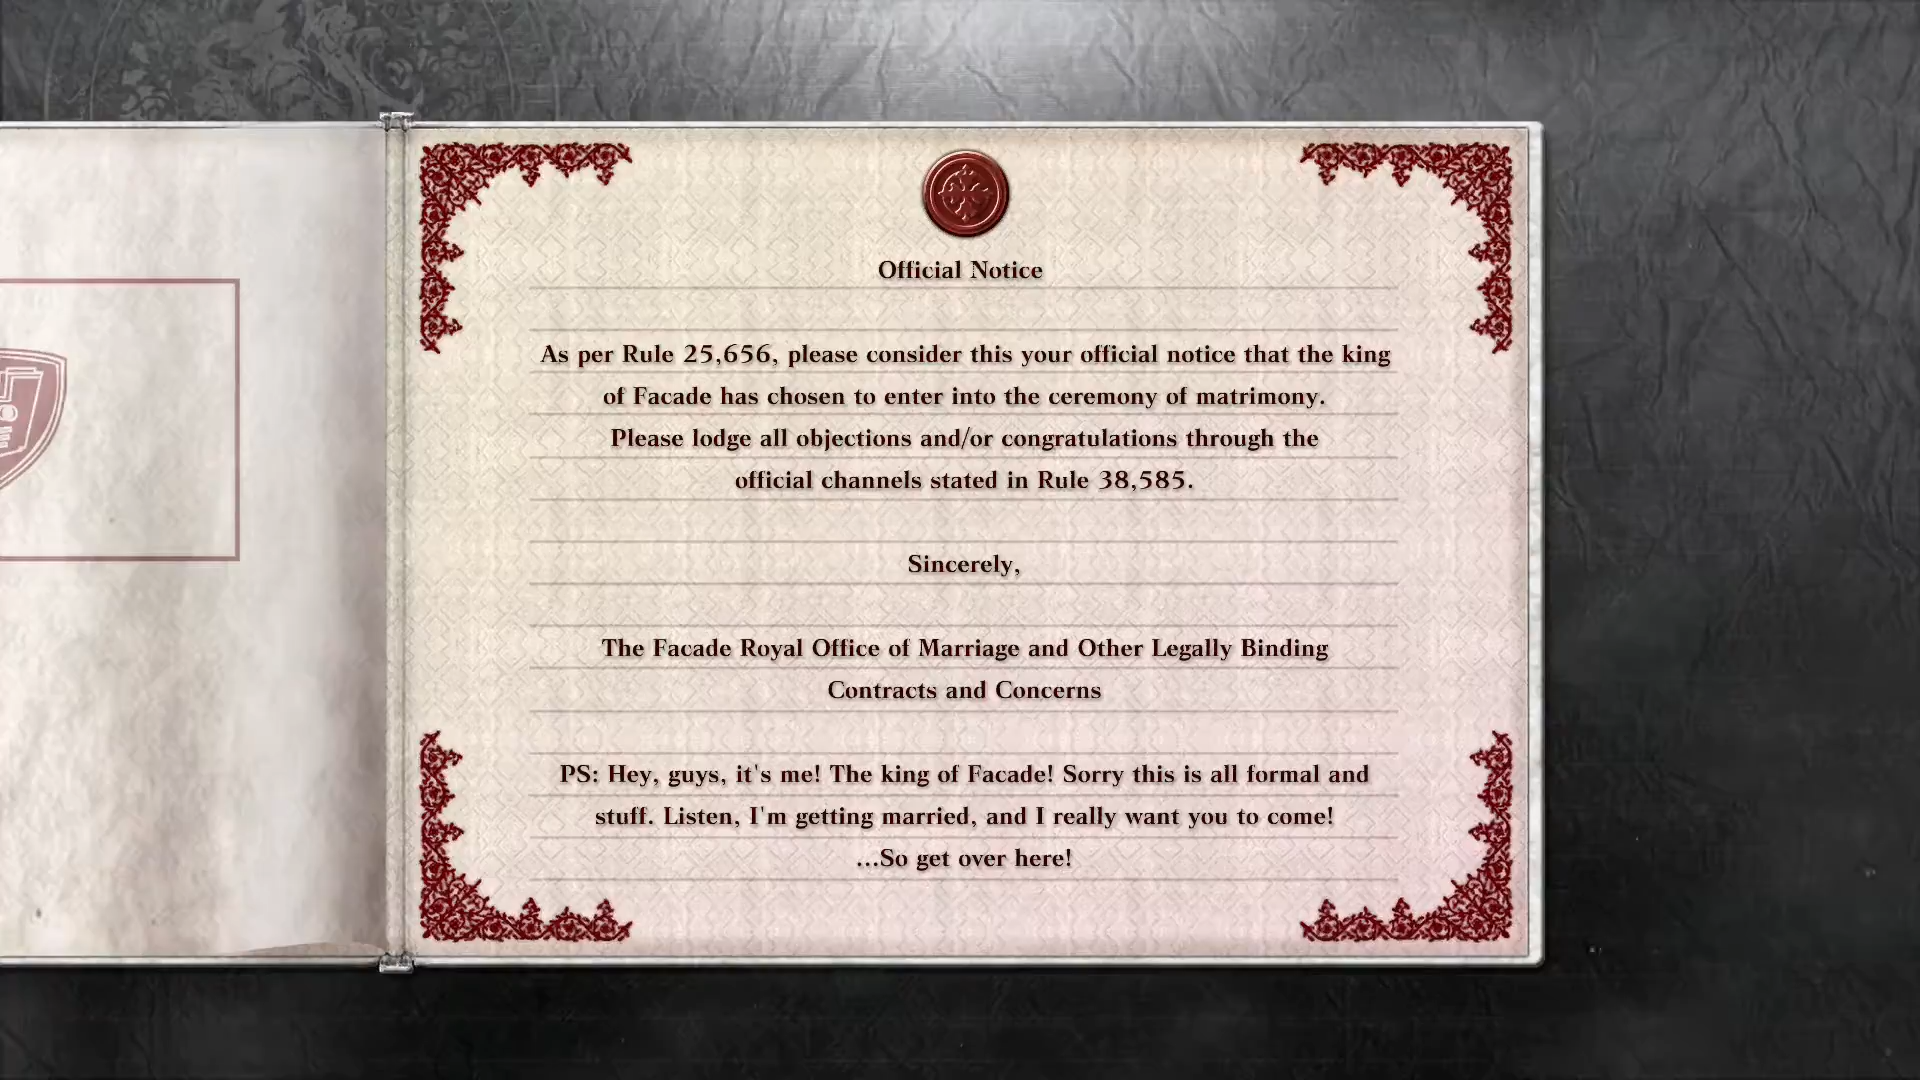 Official Notice
As per Rule 25,656, please consider this your official notice that the king
of Facade has chosen to enter into the ceremony of matrimony.
Please lodge all objections and/or congratulations through the
official channels stated in Rule 38,585.
Sincerely,
The Facade Royal Office of Marriage and Other Legally Binding
Contracts and Concerns
PS: Hey, guys, it's me! The king of Facade! Sorry this is all formal and
stuff. Listen, I'm getting married, and I really want you to come!
...So get over here!